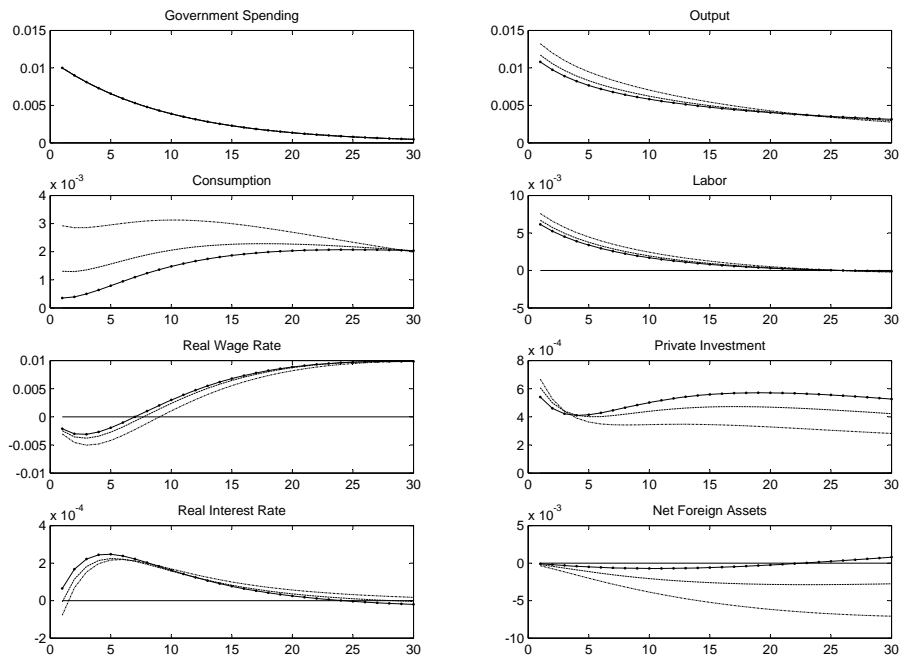 Government Spending
0.015
0.01
0.005
0
0 5 10 15 20 25 30
Output
0.015
0.01
0.005
0
0 5 10 15 20 25 30
Consumption
x 10^-3
4
3
2
1
0
0 5 10 15 20 25 30
Labor
x 10^-3
10
5
0
-5
0 5 10 15 20 25 30
Real Wage Rate
0.01
0.005
0
-0.005
-0.01
0 5 10 15 20 25 30
Private Investment
x 10^-4
8
6
4
2
0
0 5 10 15 20 25 30
Real Interest Rate
x 10^-4
4
2
0
-2
0 5 10 15 20 25 30
Net Foreign Assets
x 10^-3
5
0
-5
-10
0 5 10 15 20 25 30